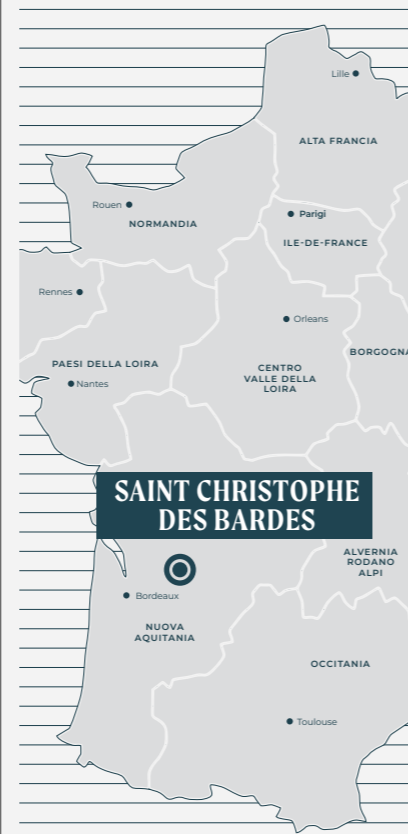 Lille
ALTA FRANCIA
Rouen
NORMANDIA
Parigi
ILE-DE-FRANCE
Rennes
Orleans
PAESI DELLA LOIRA
Nantes
BORGOGNA
CENTRO
VALLE DELLA
LOIRA
SAINT CHRISTOPHE
DES BARDES
ALVERNIA
RODANO
ALPI
Bordeaux
NUOVA
AQUITANIA
OCCITANIA
Toulouse